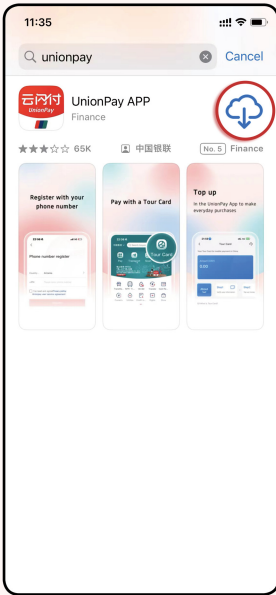 11:35
unionpay
Cancel
云闪付
UnionPay
UnionPay APP
Finance
65K
中国银联
No. 5
Finance
Register with your
phone number
Phone number register
Pay with a Tour Card
Tour Card
Top up
In the UnionPay App to make
everyday purchases
Tour Card